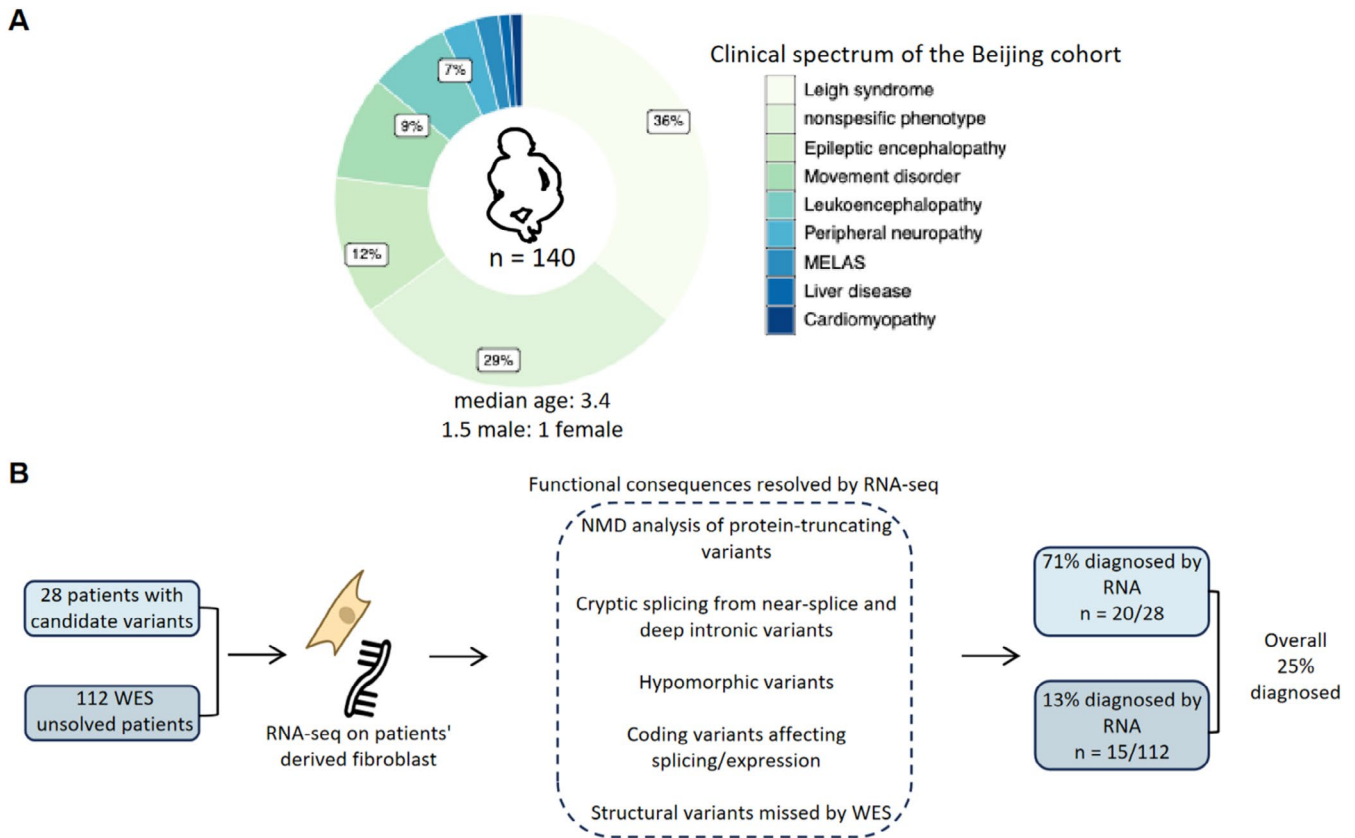 A
7%
9%
36%
12%
29%
n = 140
median age: 3.4
1.5 male: 1 female
Clinical spectrum of the Beijing cohort
Leigh syndrome
nonspesific phenotype
Epileptic encephalopathy
Movement disorder
Leukoencephalopathy
Peripheral neuropathy
MELAS
Liver disease
Cardiomyopathy
B
28 patients with
candidate variants
112 WES
unsolved patients
RNA-seq on patients'
derived fibroblast
Functional consequences resolved by RNA-seq
NMD analysis of protein-truncating
variants
Cryptic splicing from near-splice and
deep intronic variants
Hypomorphic variants
Coding variants affecting
splicing/expression
Structural variants missed by WES
71% diagnosed by
RNA
n = 20/28
13% diagnosed by
RNA
n = 15/112
Overall
25%
diagnosed